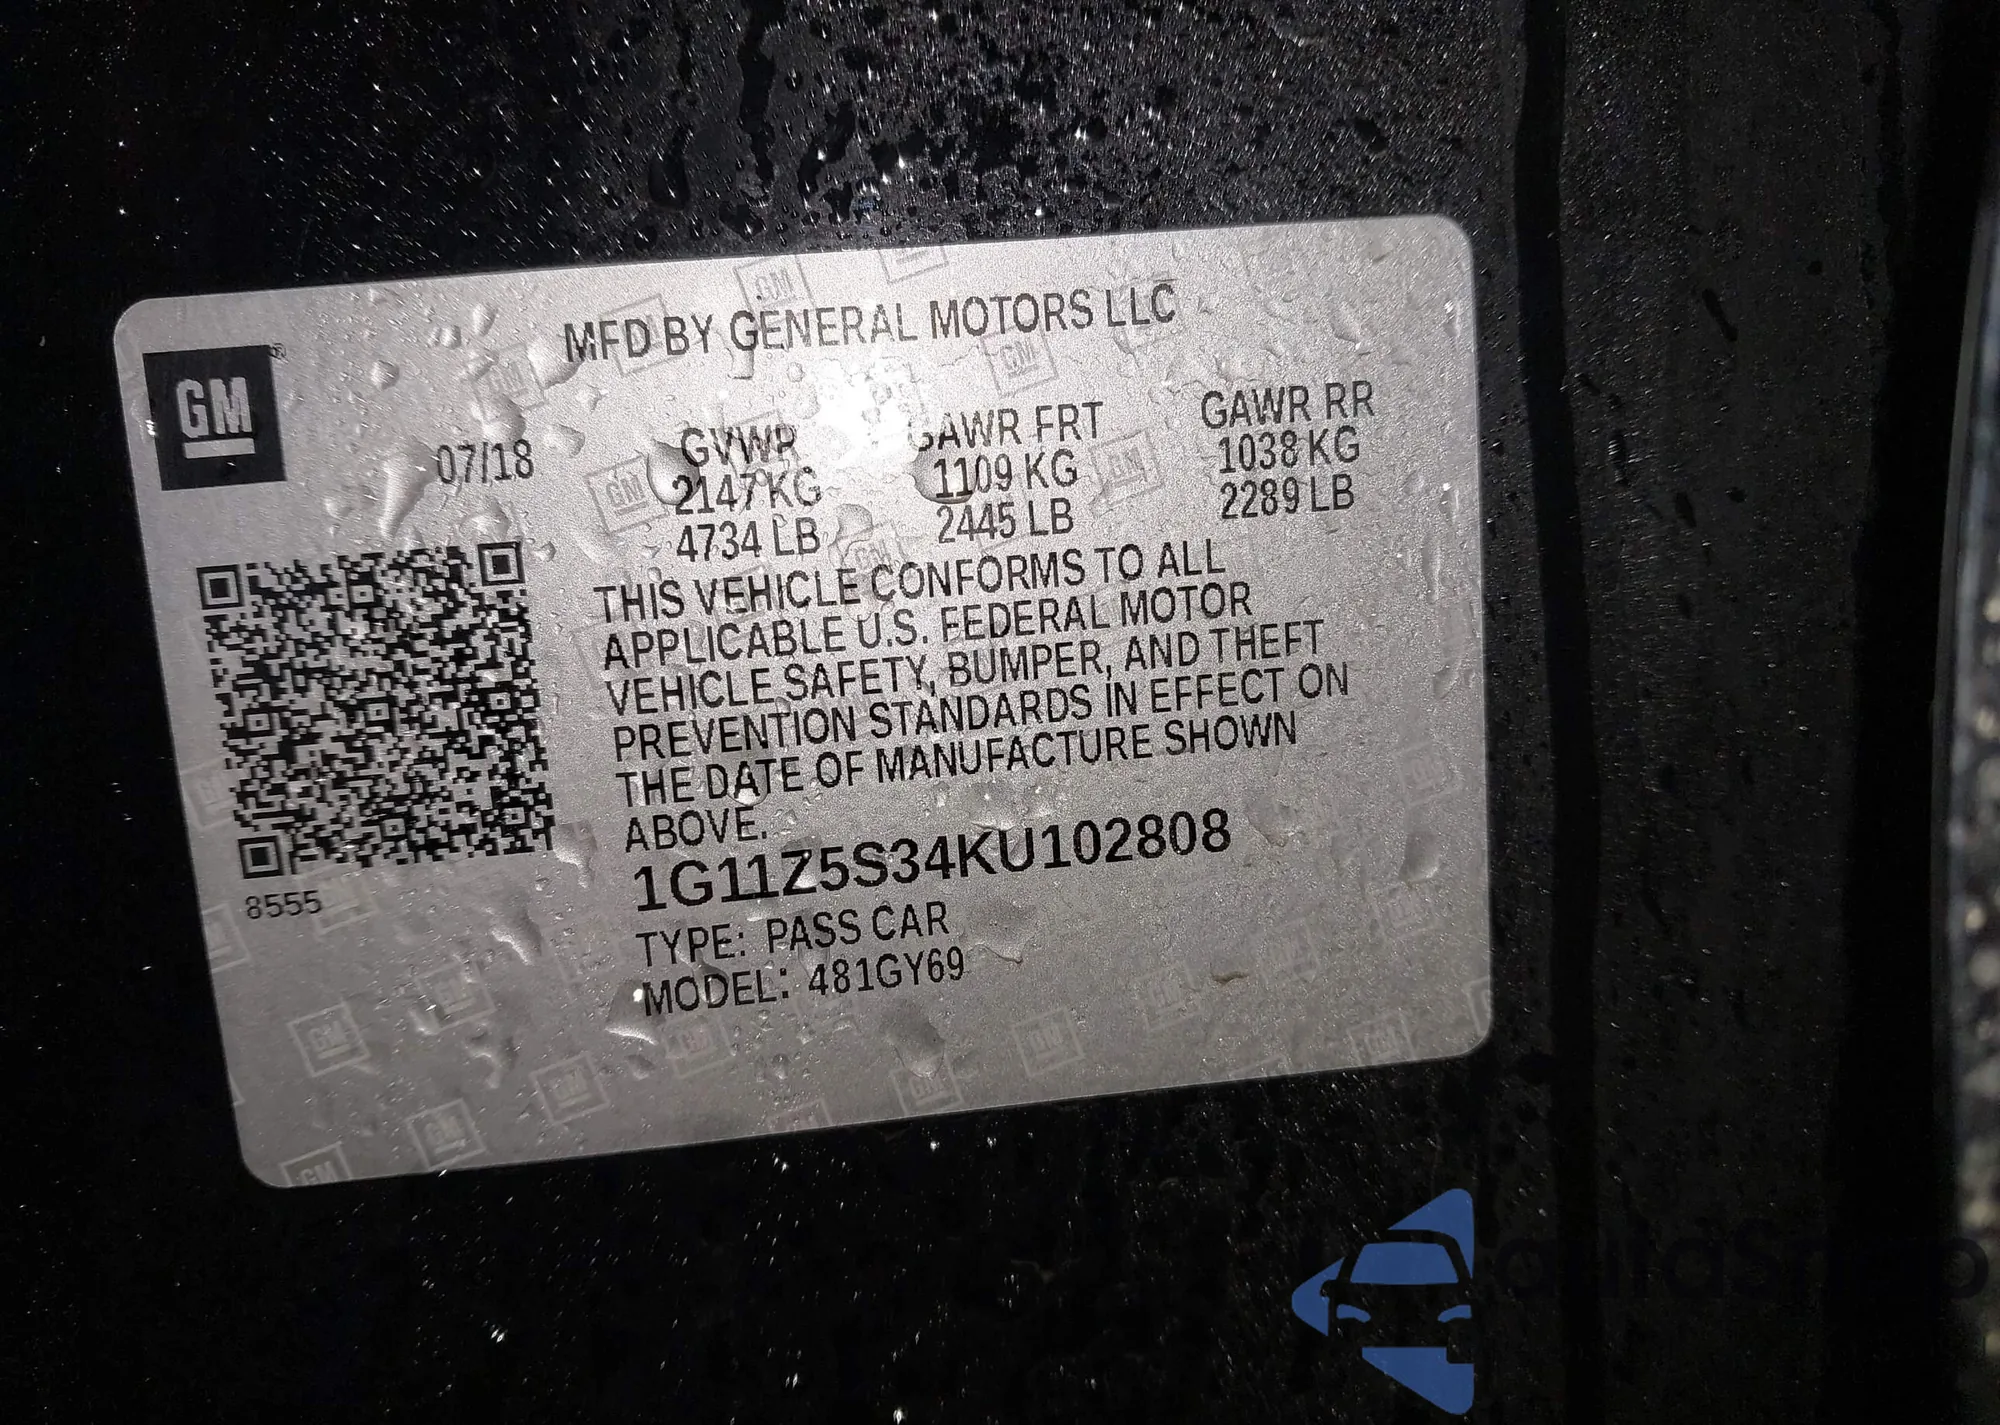 MFD BY GENERAL MOTORS LLC
GM
07/18
GVWR GAWR FRT GAWR RR
2147 KG 1109 KG 1038 KG
4734 LB 2445 LB 2289 LB
THIS VEHICLE CONFORMS TO ALL
APPLICABLE U.S. FEDERAL MOTOR
VEHICLE SAFETY, BUMPER, AND THEFT
PREVENTION STANDARDS IN EFFECT ON
THE DATE OF MANUFACTURE SHOWN
ABOVE.
8555
1G11Z5S34KU102808
TYPE: PASS CAR
MODEL: 481GY69